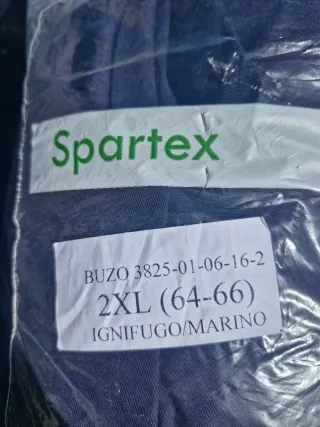 Spartex
BUZO 3825-01-06-16-2
2XL (64-66)
IGNIFUGO/MARINO